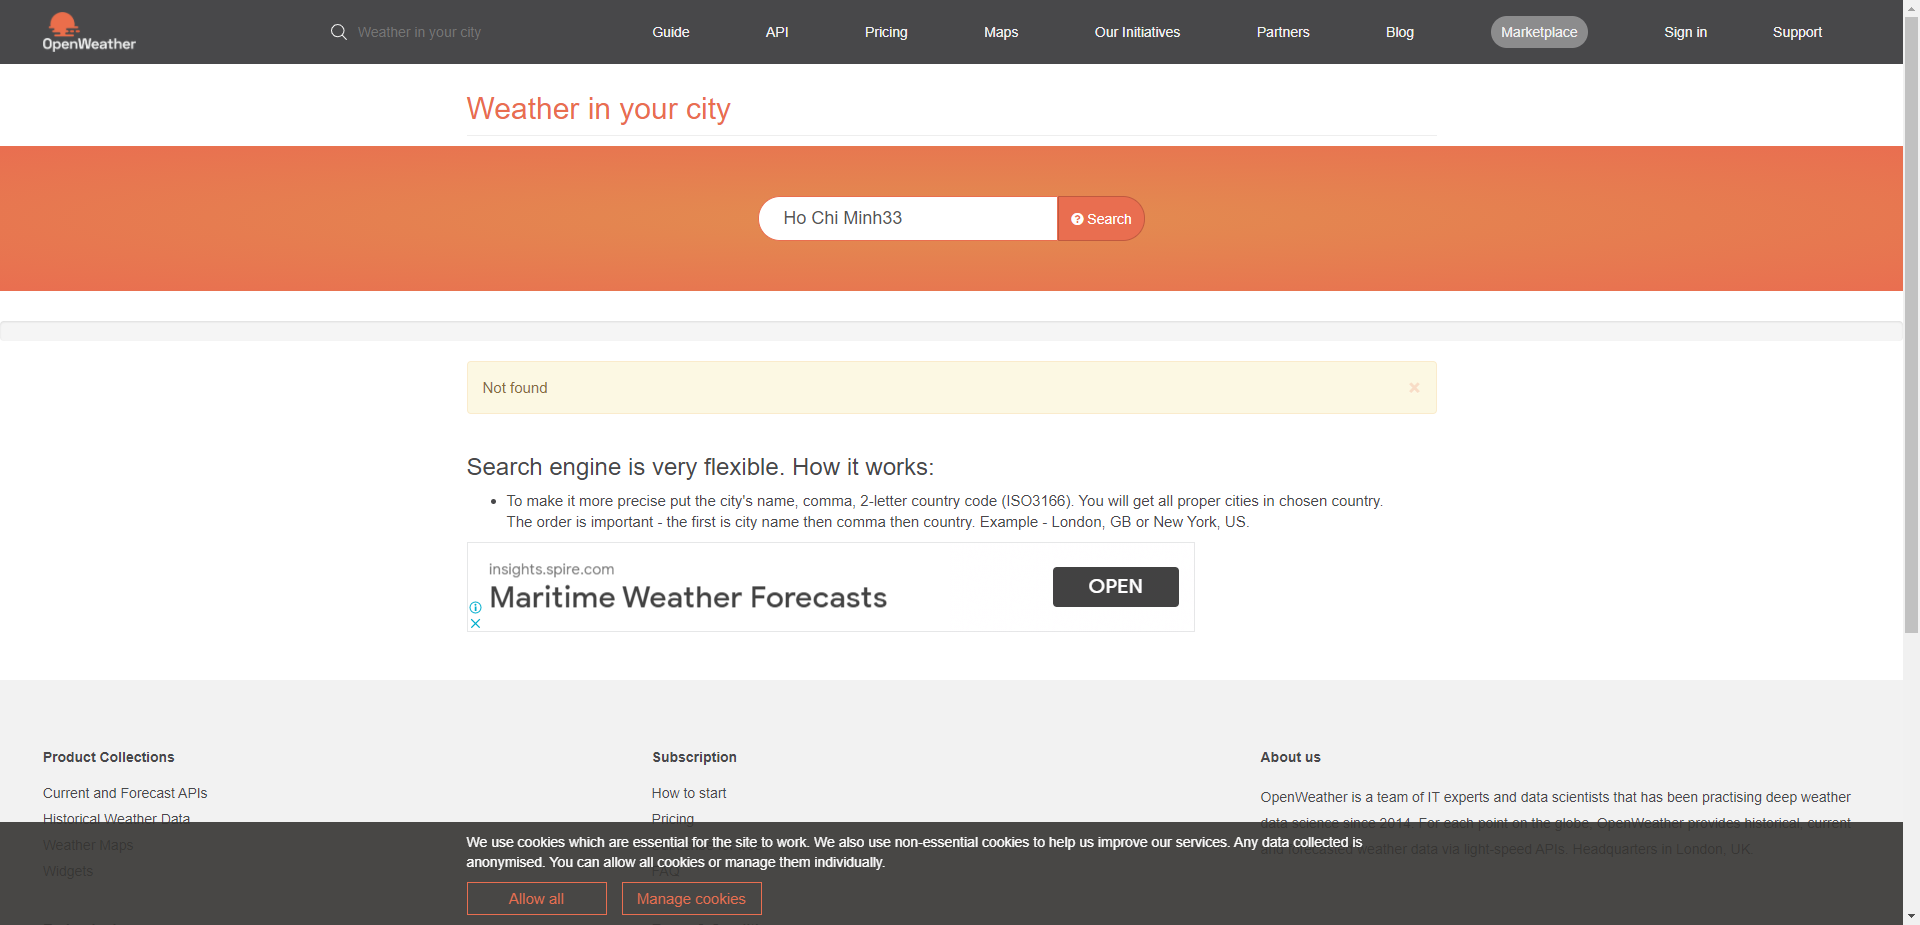 OpenWeather
Weather in your city
Guide
API
Pricing
Maps
Our Initiatives
Partners
Blog
Marketplace
Sign in
Support
Weather in your city
Ho Chi Minh33
Search
Not found
Search engine is very flexible. How it works:
To make it more precise put the city's name, comma, 2-letter country code (ISO3166). You will get all proper cities in chosen country.
The order is important - the first is city name then comma then country. Example - London, GB or New York, US.
insights.spire.com
Maritime Weather Forecasts
OPEN
Product Collections
Current and Forecast APIs
Historical Weather Data
Weather Maps
Widgets
Subscription
How to start
Pricing
FAQ
About us
OpenWeather is a team of IT experts and data scientists that has been practising deep weather
data science since 2014. For each point on the globe, OpenWeather provides historical, current
and forecasted weather data via light-speed APIs. Headquarters in London, UK.
We use cookies which are essential for the site to work. We also use non-essential cookies to help us improve our services. Any data collected is
anonymised. You can allow all cookies or manage them individually.
Allow all
Manage cookies